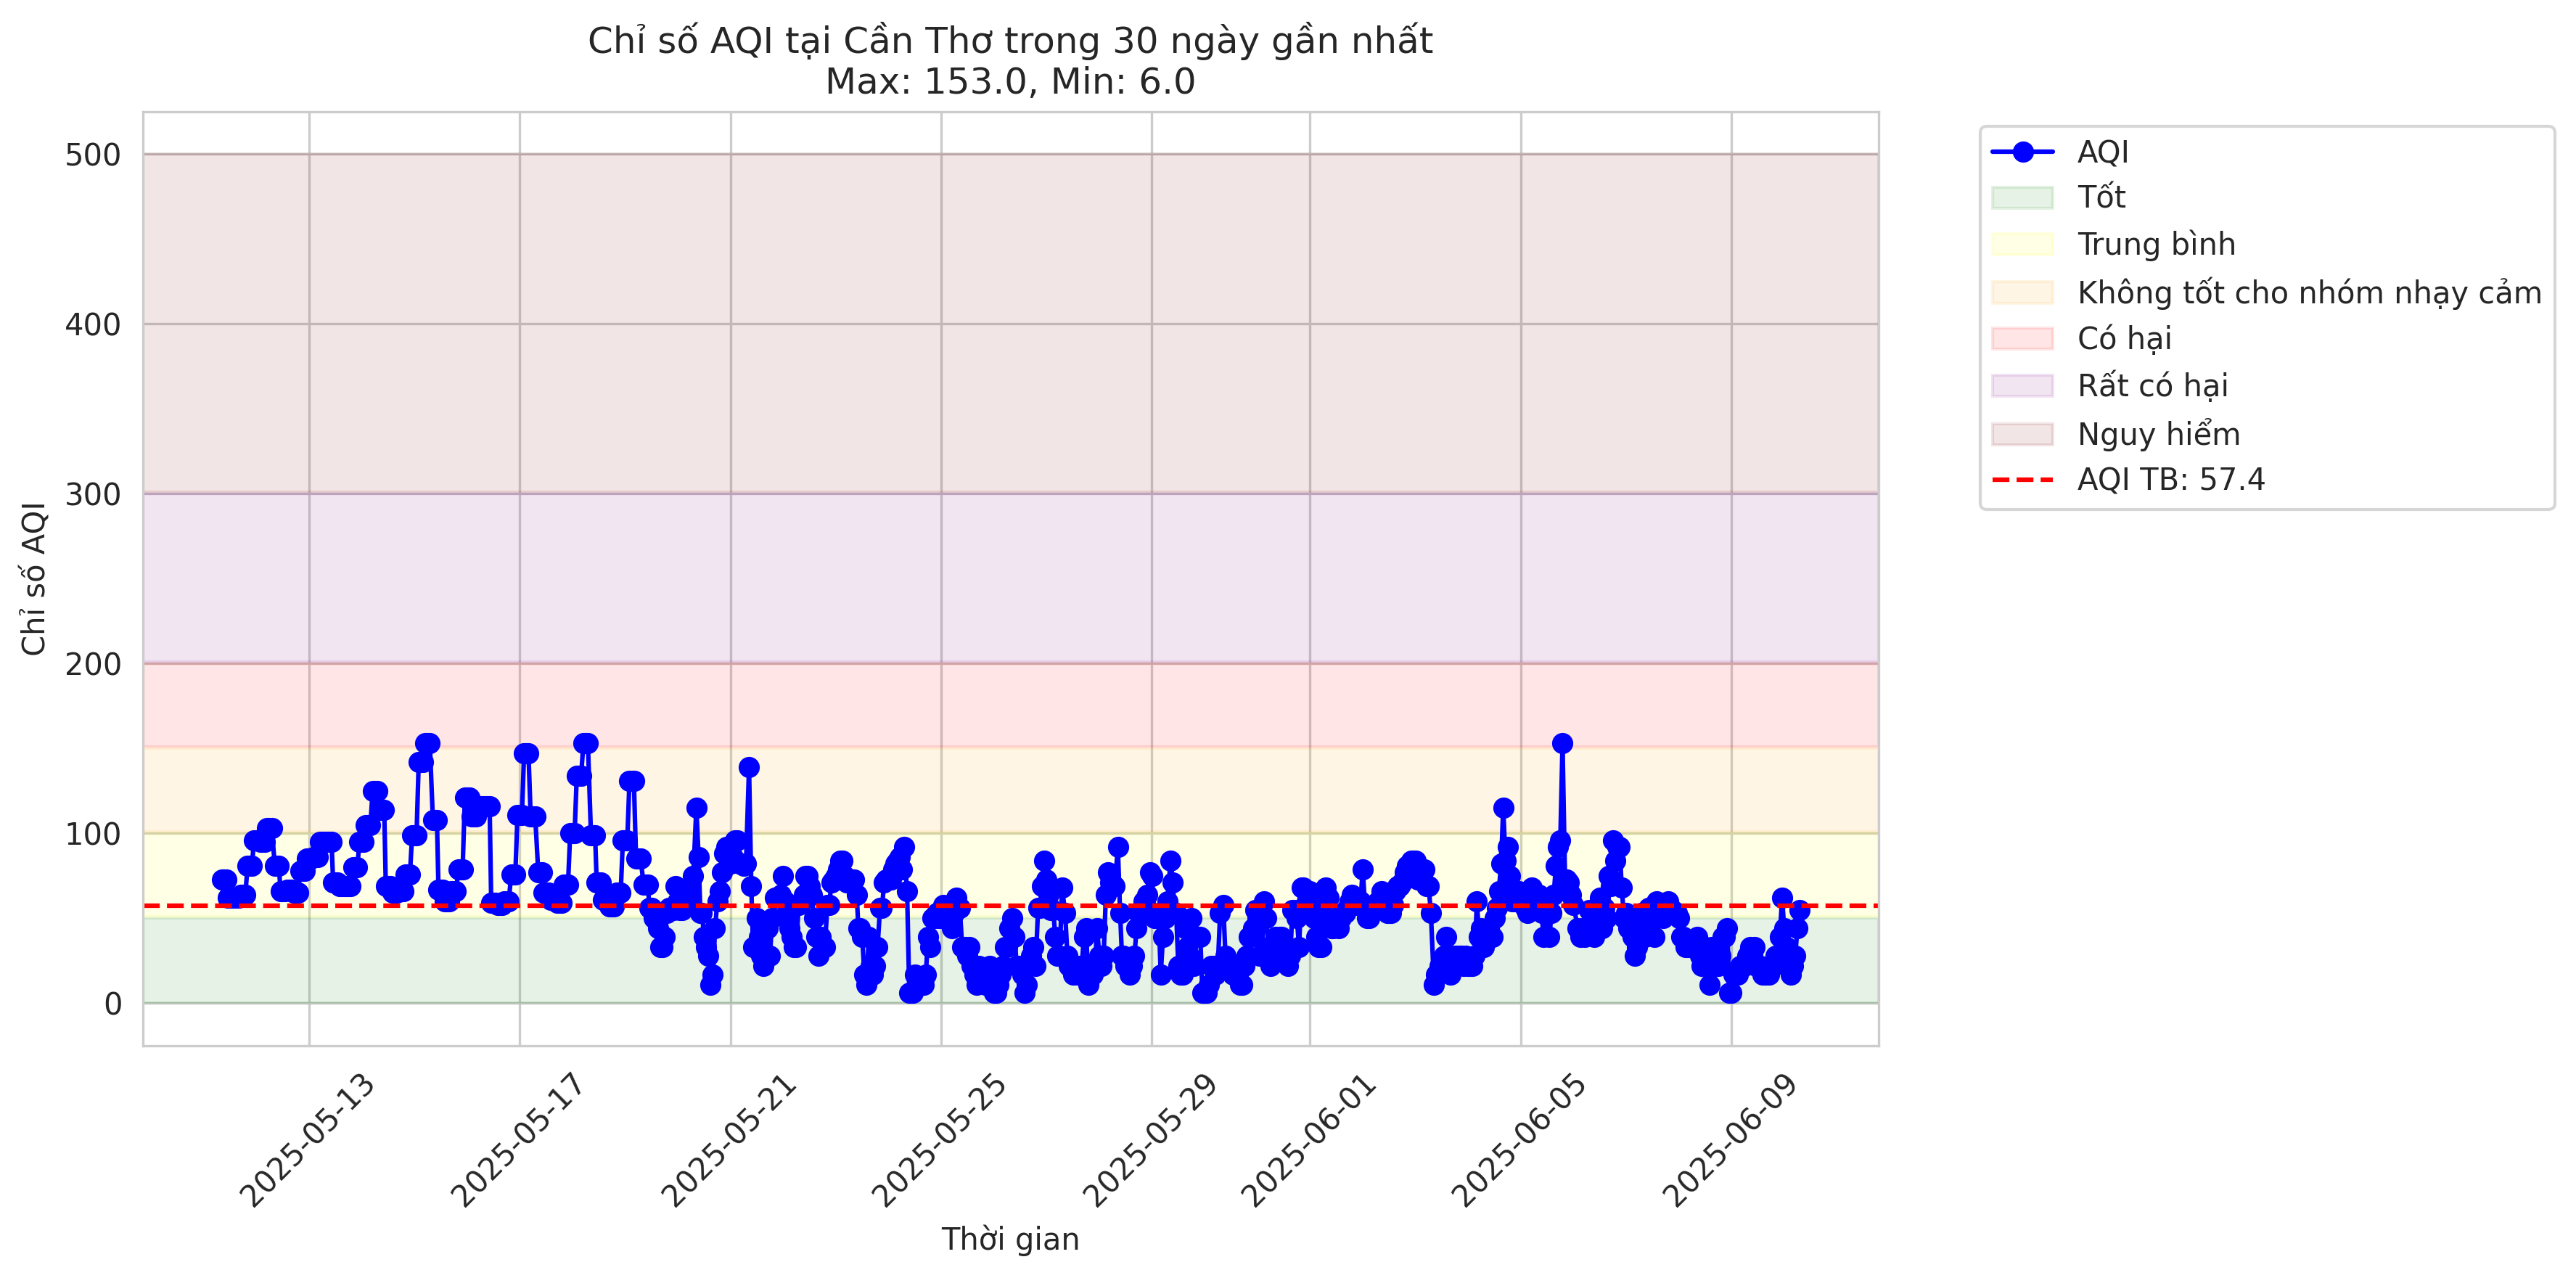 Chỉ số AQI tại Cần Thơ trong 30 ngày gần nhất
Max: 153.0, Min: 6.0
Chỉ số AQI
500
400
300
200
100
0
2025-05-13
2025-05-17
2025-05-21
2025-05-25
2025-05-29
2025-06-01
2025-06-05
2025-06-09
Thời gian
AQI
Tốt
Trung bình
Không tốt cho nhóm nhạy cảm
Có hại
Rất có hại
Nguy hiểm
AQI TB: 57.4